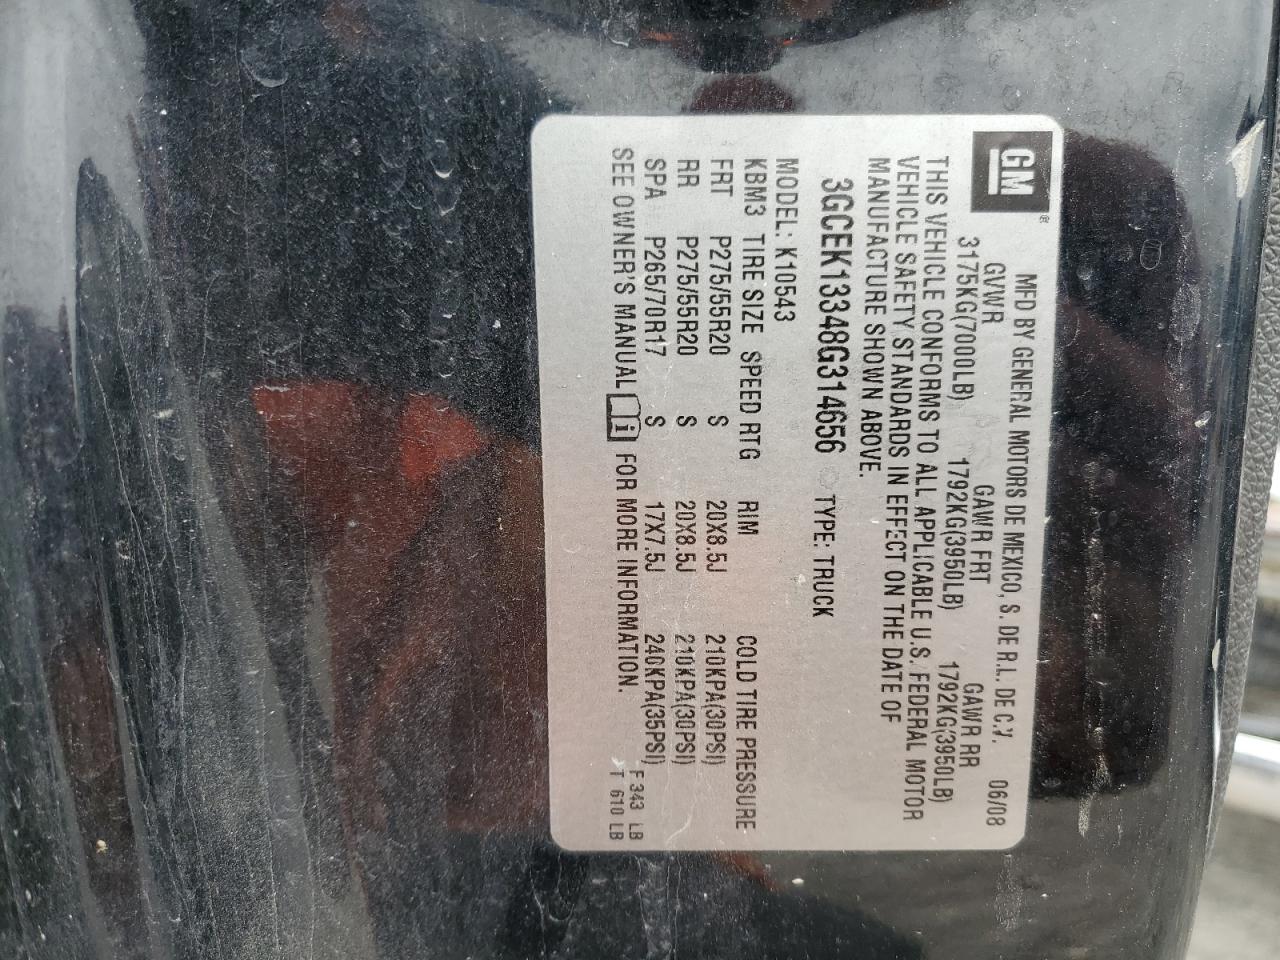 GM®
MFD BY GENERAL MOTORS DE MEXICO, S. DE R.L. DE C.V. 06/08
GVWR GAWR FRT GAWR RR
3175KG(7000LB) 1792KG(3950LB) 1792KG(3950LB)
THIS VEHICLE CONFORMS TO ALL APPLICABLE U.S. FEDERAL MOTOR
VEHICLE SAFETY STANDARDS IN EFFECT ON THE DATE OF
MANUFACTURE SHOWN ABOVE.
3GCEK13348G314656 TYPE: TRUCK
MODEL: K10543
KBM3 TIRE SIZE SPEED RTG RIM COLD TIRE PRESSURE
FRT P275/55R20 S 20X8.5J 210KPA(30PSI)
RR P275/55R20 S 20X8.5J 210KPA(30PSI)
SPA P265/70R17 S 17X7.5J 240KPA(35PSI)
SEE OWNER'S MANUAL i FOR MORE INFORMATION.
F 343 LB
T 610 LB